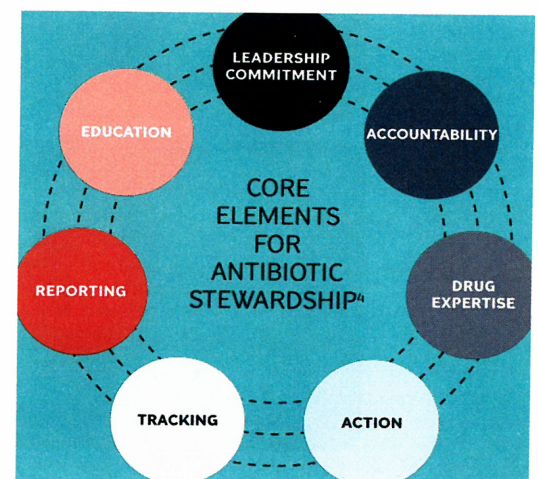 LEADERSHIP
COMMITMENT
ACCOUNTABILITY
DRUG
EXPERTISE
ACTION
TRACKING
REPORTING
EDUCATION
CORE
ELEMENTS
FOR
ANTIBIOTIC
STEWARDSHIP⁴